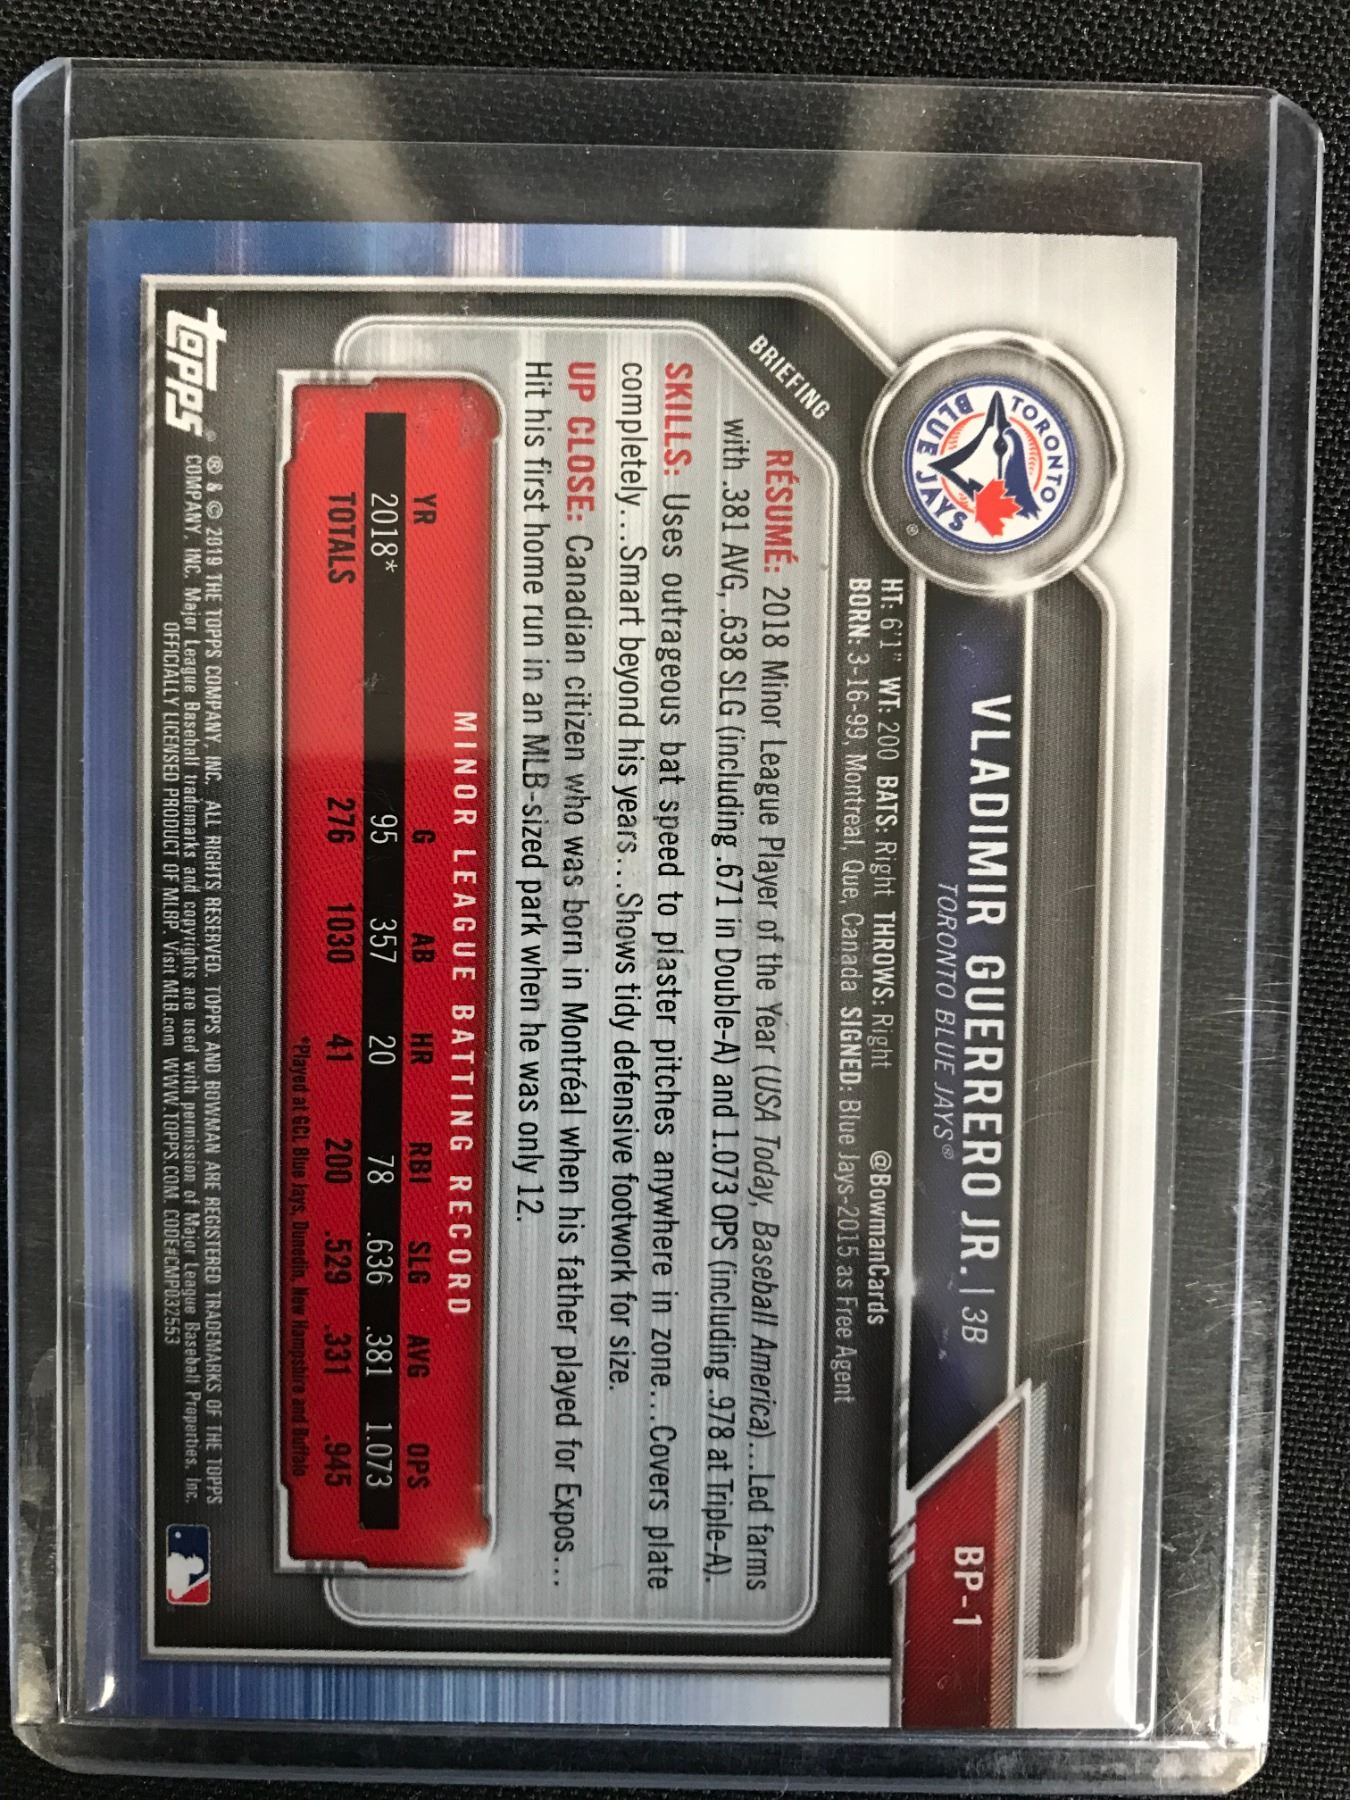 TORONTO
BLUE JAYS
®
VLADIMIR GUERRERO JR. | 3B
TORONTO BLUE JAYS®
BP-1
HT: 6'1" WT: 200 BATS: Right THROWS: Right @BowmanCards
BORN: 3-16-99, Montreal, Que, Canada SIGNED: Blue Jays-2015 as Free Agent
BRIEFING
RÉSUMÉ: 2018 Minor League Player of the Year (USA Today, Baseball America)...Led farms
with .381 AVG, .638 SLG (including .671 in Double-A) and 1.073 OPS (including .978 at Triple-A).
SKILLS: Uses outrageous bat speed to plaster pitches anywhere in zone...Covers plate
completely...Smart beyond his years...Shows tidy defensive footwork for size.
UP CLOSE: Canadian citizen who was born in Montréal when his father played for Expos...
Hit his first home run in an MLB-sized park when he was only 12.
MINOR LEAGUE BATTING RECORD
YR G AB HR RBI SLG AVG OPS
2018* 95 357 20 78 .636 .381 1.073
TOTALS 276 1030 41 200 .529 .331 .945
*Played at GCL Blue Jays, Dunedin, New Hampshire and Buffalo
topps
® ® & © 2019 THE TOPPS COMPANY, INC. ALL RIGHTS RESERVED. TOPPS AND BOWMAN ARE REGISTERED TRADEMARKS OF THE TOPPS
COMPANY, INC. Major League Baseball trademarks and copyrights are used with permission of Major League Baseball Properties, Inc.
OFFICIALLY LICENSED PRODUCT OF MLBP. Visit MLB.com WWW.TOPPS.COM CODE#CMP032553